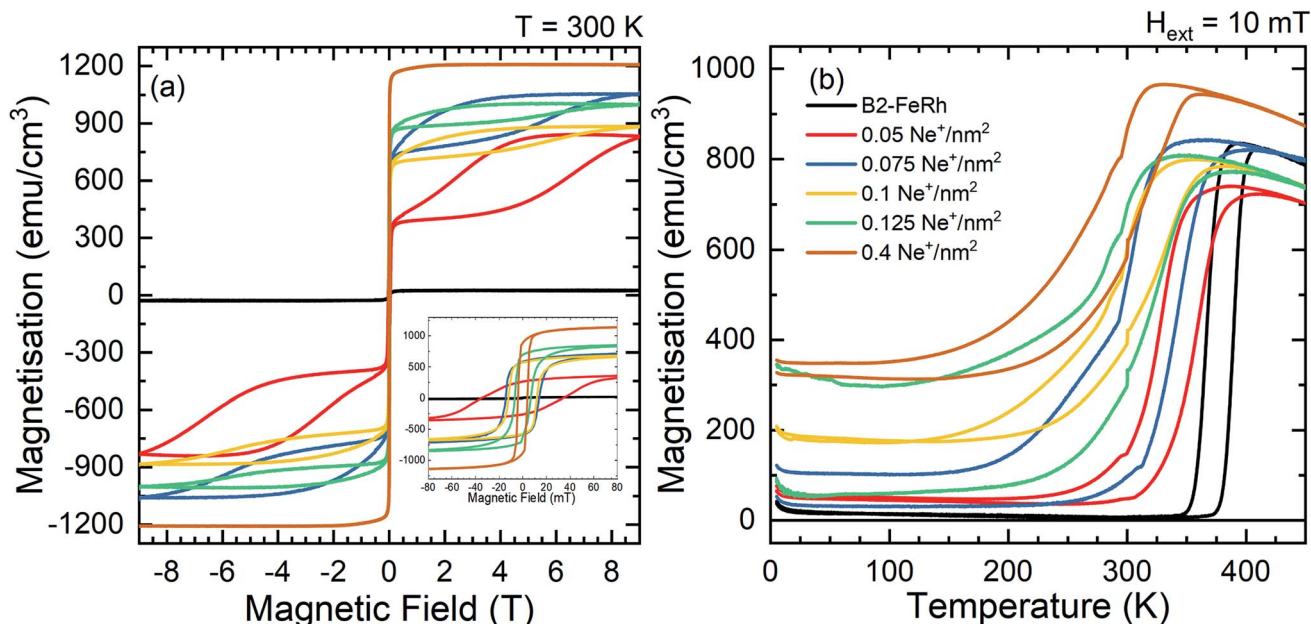 T = 300 K
(a)
Magnetisation (emu/cm³)
1200
900
600
300
0
-300
-600
-900
-1200
-8 -6 -4 -2 0 2 4 6 8
Magnetic Field (T)
1000
500
0
-500
-1000
-80 -60 -40 -20 0 20 40 60 80
Magnetic Field (mT)
H_ext = 10 mT
(b)
B2-FeRh
0.05 Ne⁺/nm²
0.075 Ne⁺/nm²
0.1 Ne⁺/nm²
0.125 Ne⁺/nm²
0.4 Ne⁺/nm²
Magnetisation (emu/cm³)
1000
800
600
400
200
0
0 100 200 300 400
Temperature (K)